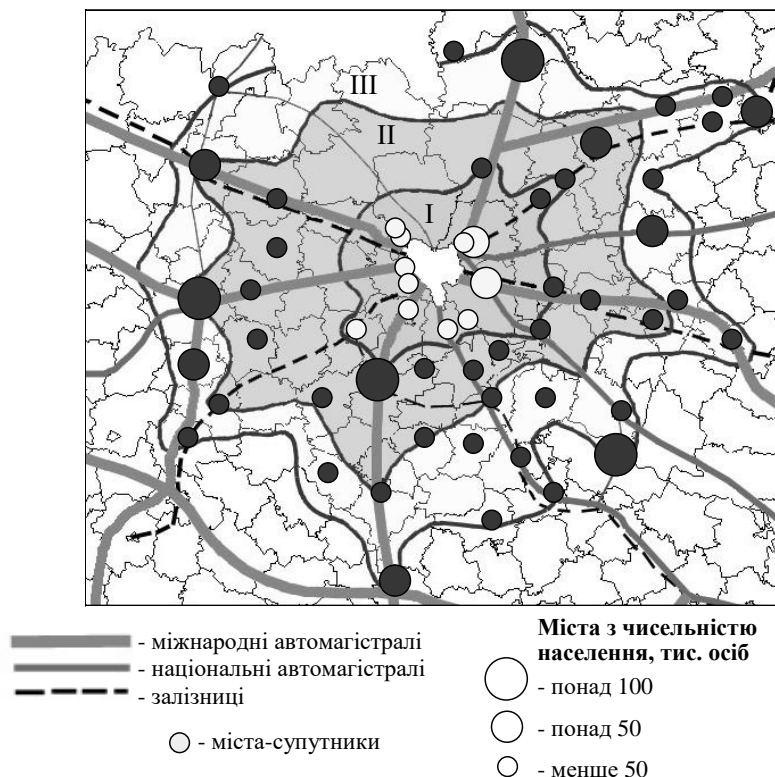 III
II
I
- міжнародні автомагістралі
- національні автомагістралі
- залізниці
- міста-супутники
Міста з чисельністю
населення, тис. осіб
- понад 100
- понад 50
- менше 50